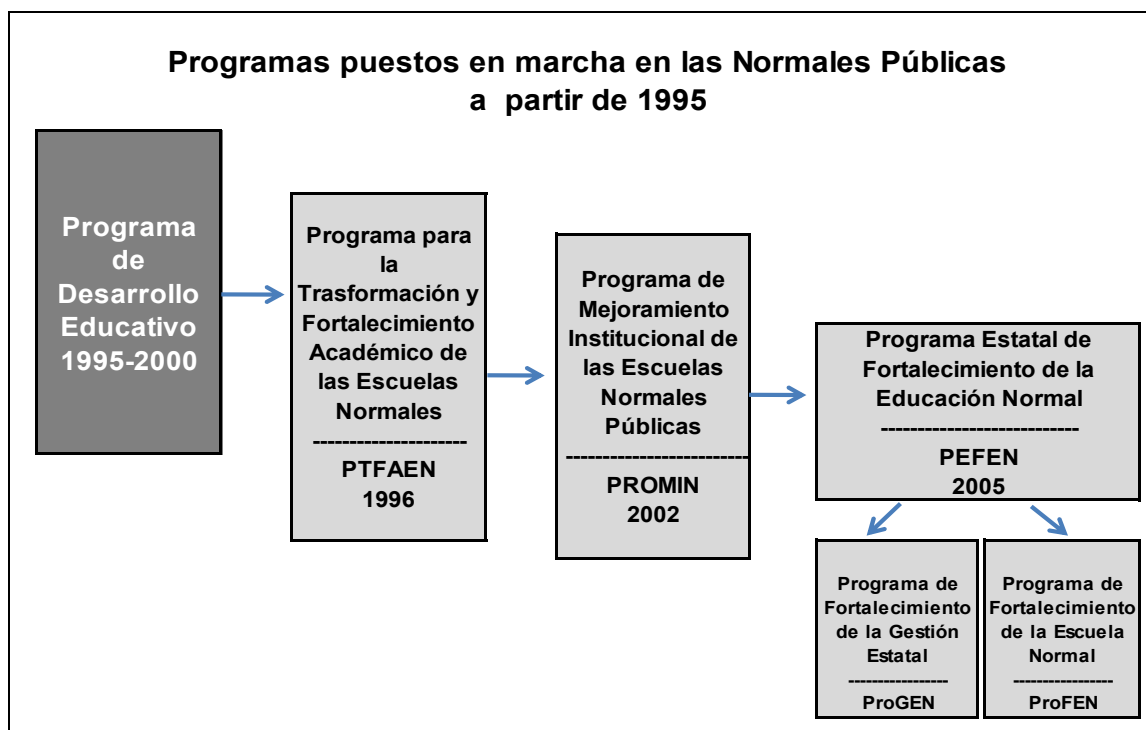 Programas puestos en marcha en las Normales Públicas
a partir de 1995
Programa
de
Desarrollo
Educativo
1995-2000
Programa para
la
Trasformación y
Fortalecimiento
Académico de
las Escuelas
Normales
----------------------
PTFAEN
1996
Programa de
Mejoramiento
Institucional de
las Escuelas
Normales
Públicas
--------------------------
PROMIN
2002
Programa Estatal de
Fortalecimiento de la
Educación Normal
----------------------------
PEFEN
2005
Programa de
Fortalecimiento
de la Gestión
Estatal
-----------------
ProGEN
Programa de
Fortalecimiento
de la Escuela
Normal
-----------------
ProFEN